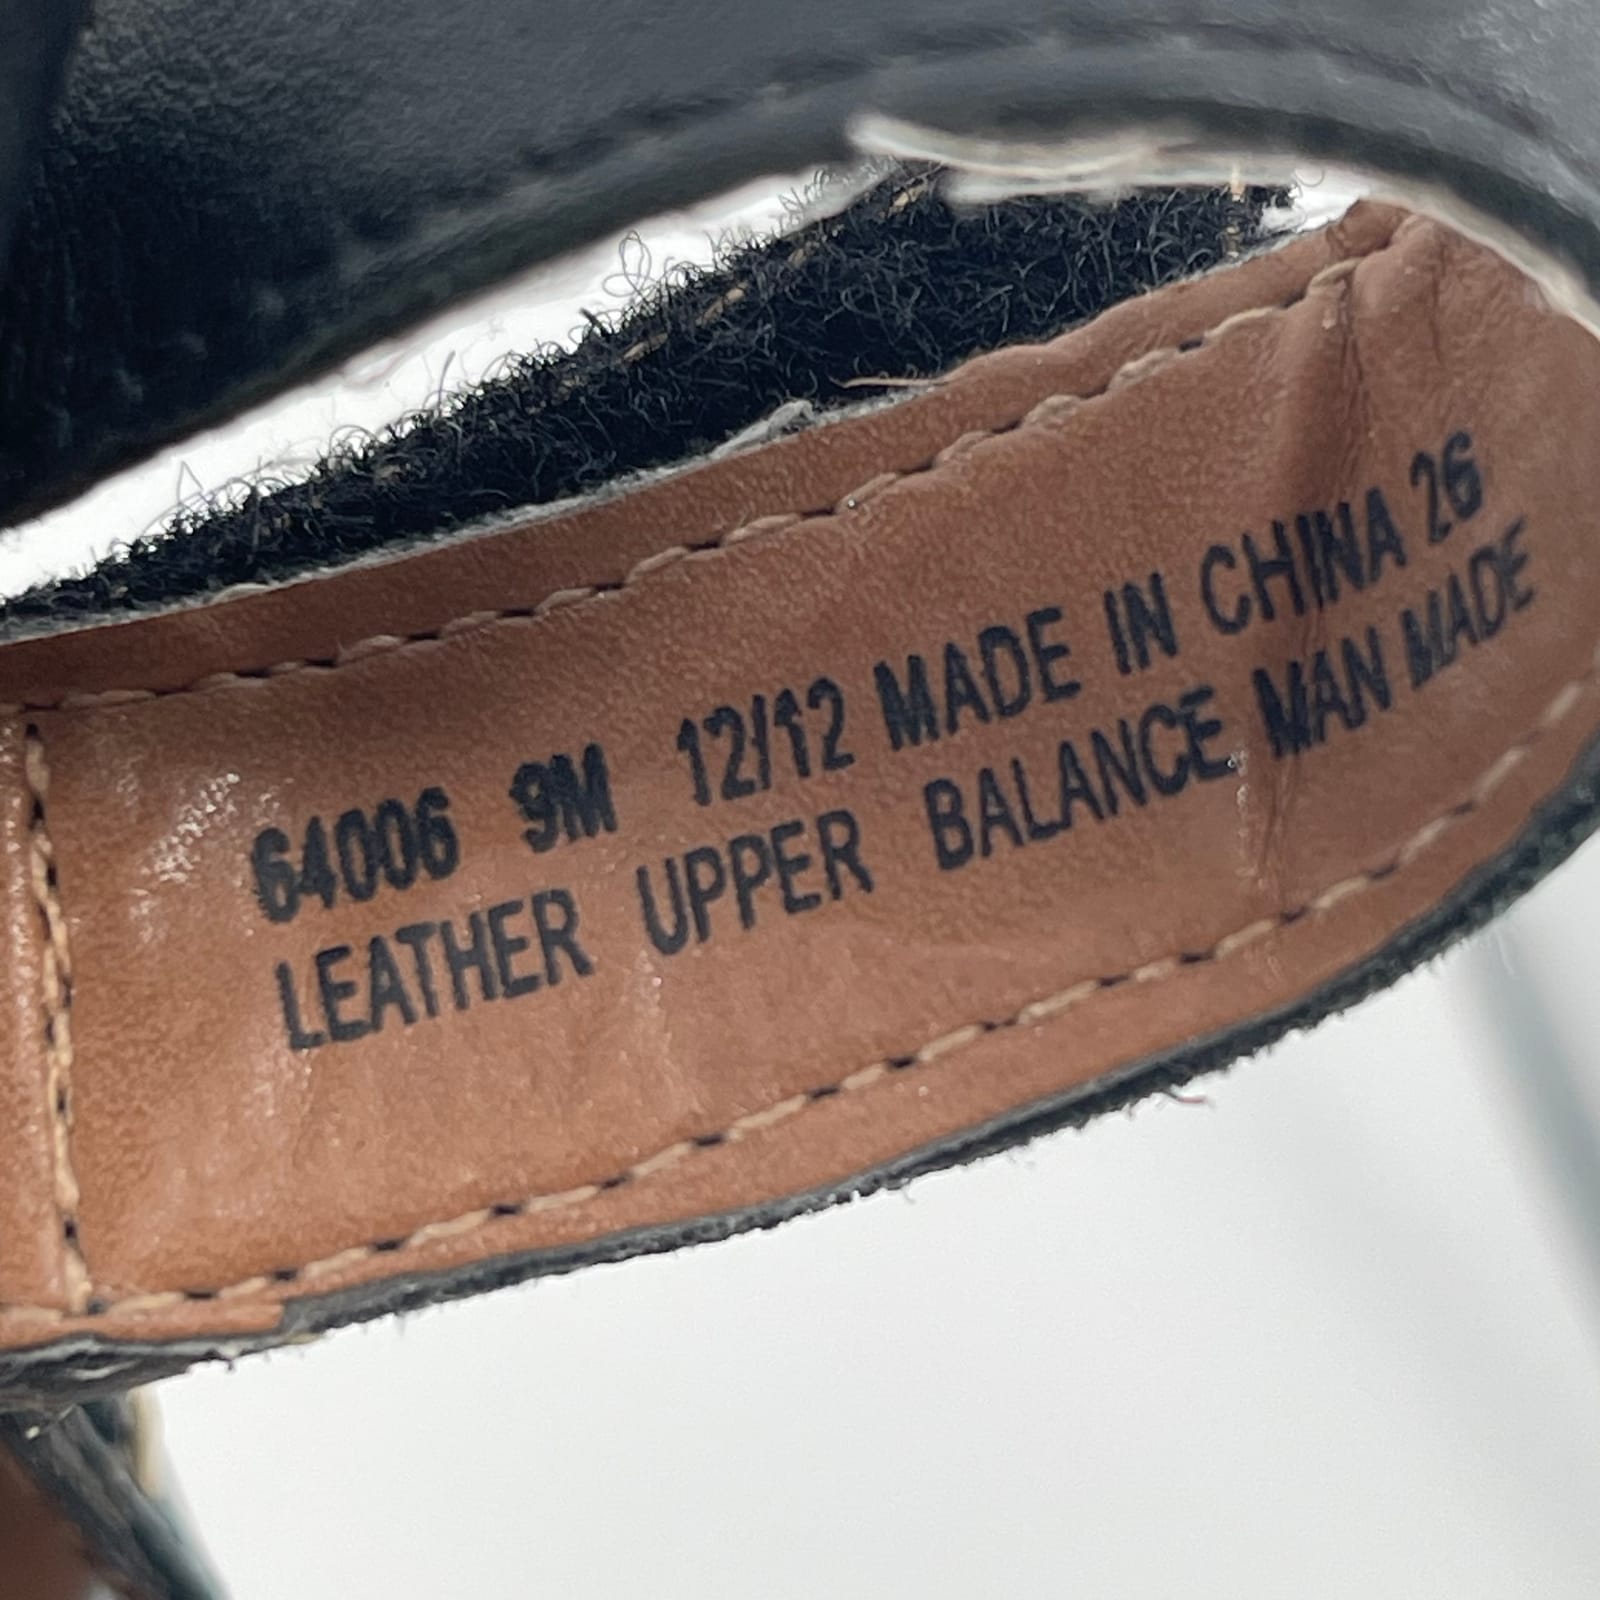 64006 9M 12/12 MADE IN CHINA 26
LEATHER UPPER BALANCE MAN MADE